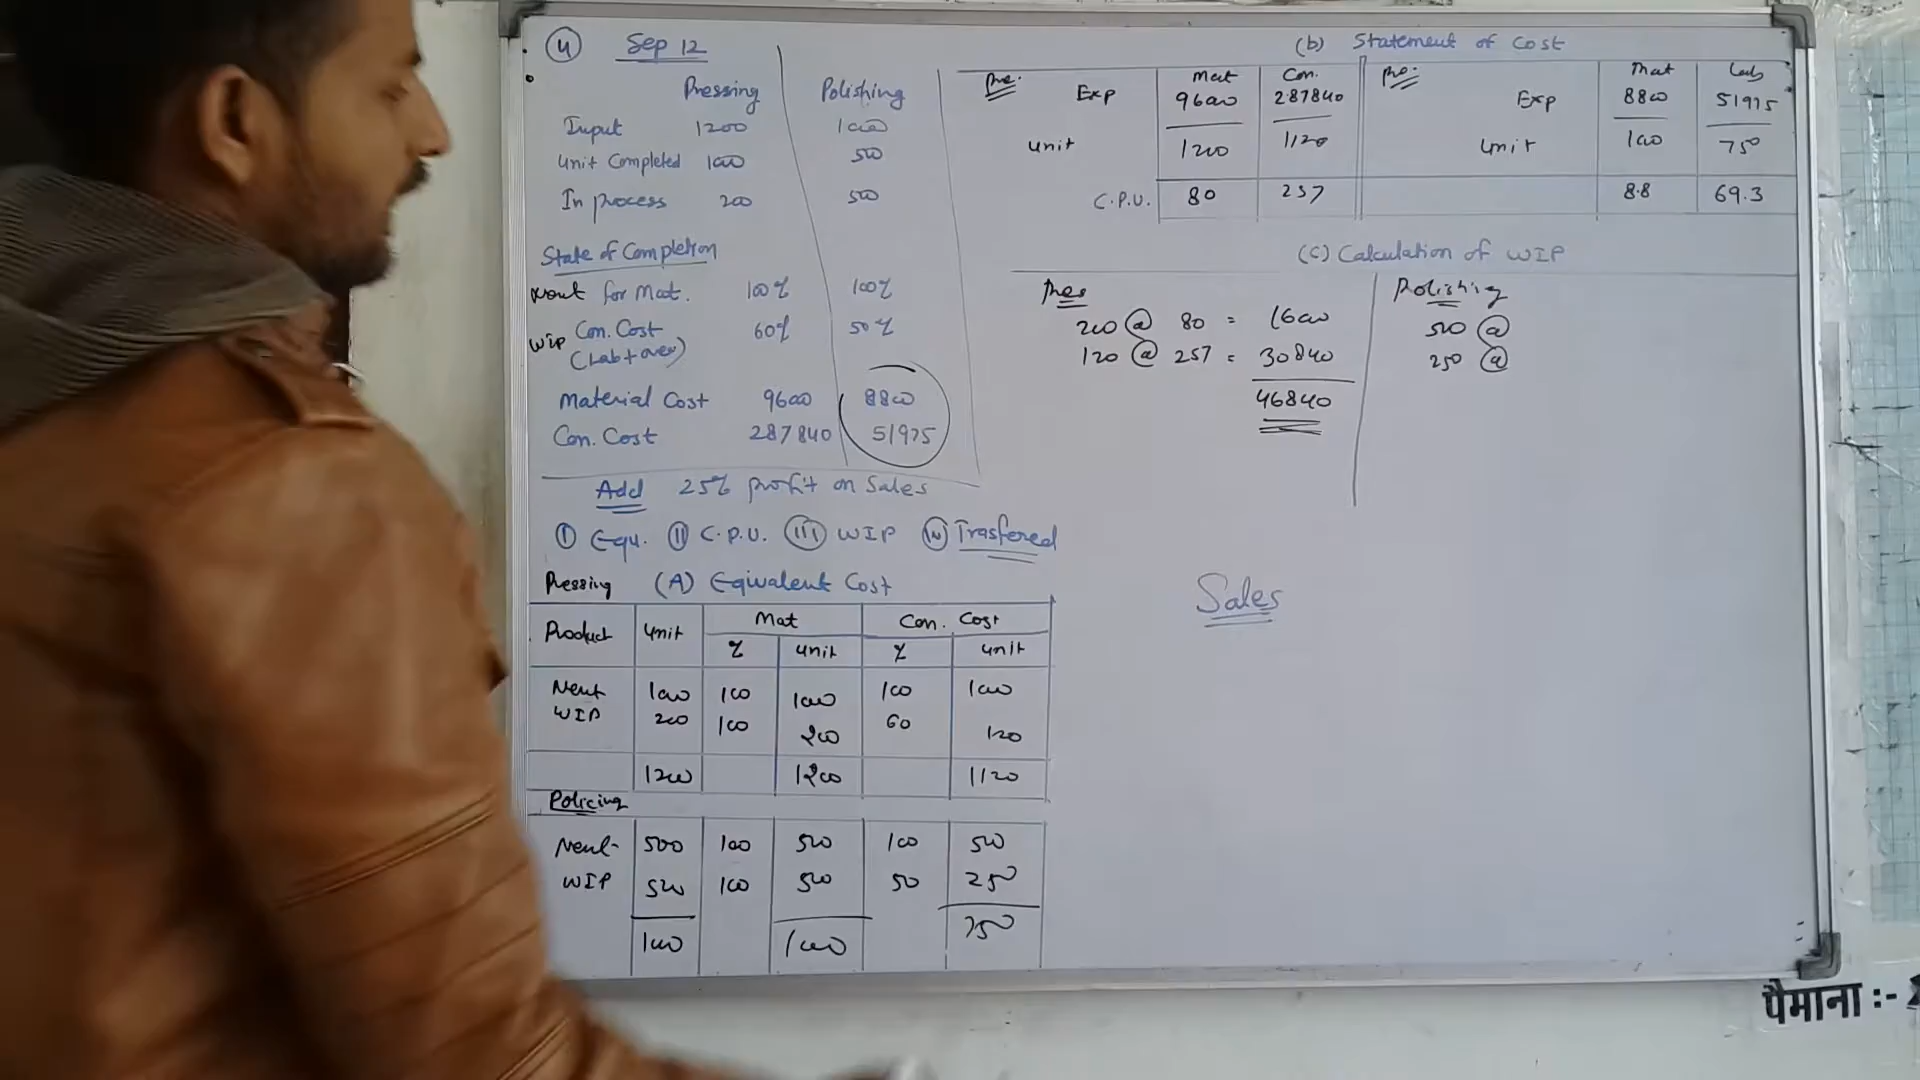 4 Sep 12
Pressing Polishing
Input 1200 1000
Unit Completed 1000 500
In process 200 500
State of Completion
for Mat. 100% 100%
WIP Con. Cost 60% 50%
(Lab + over)
Material Cost 96000 8800
Con. Cost 287840 51975
Add 25% profit on Sales
I Equ. II C.P.U. III WIP IV Trasfered
Pressing (A) Equivalent Cost
Product Unit Mat Con. Cost
% unit % unit
1000 100 1000 100 1000
WIP 200 100 200 60 120
1200 1200 1120
Policing
500 100 500 100 500
WIP 500 100 500 50 250
1000 1000 750
(b) Statement of Cost
Pre. Mat Con. Pro. Mat Lab
Exp 96000 287840 Exp 8800 51975
Unit 1200 1120 Unit 1000 750
C.P.U. 80 257 8.8 69.3
(C) Calculation of WIP
Pres Polishing
200 @ 80 = 16000 500 @
120 @ 257 = 30840 250 @
46840
Sales
पैमाना :-